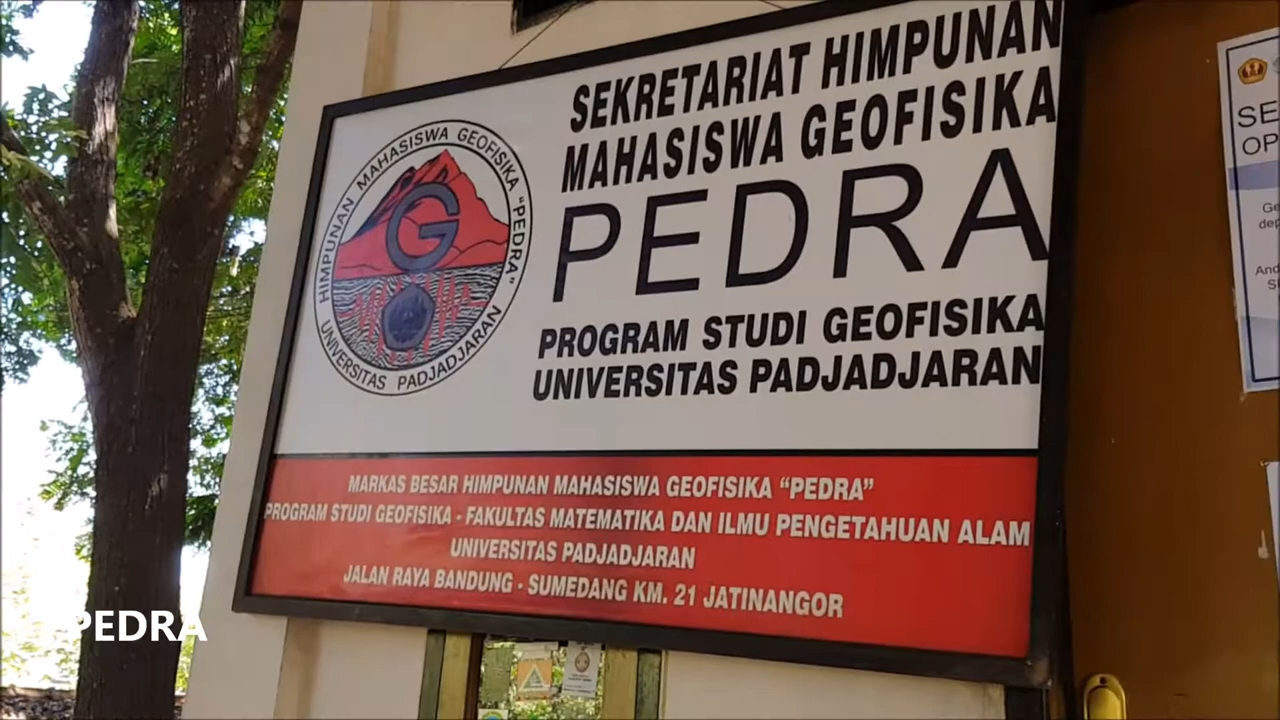 SEKRETARIAT HIMPUNAN
MAHASISWA GEOFISIKA
PEDRA
PROGRAM STUDI GEOFISIKA
UNIVERSITAS PADJADJARAN
HIMPUNAN MAHASISWA GEOFISIKA "PEDRA"
UNIVERSITAS PADJADJARAN
G
MARKAS BESAR HIMPUNAN MAHASISWA GEOFISIKA “PEDRA”
PROGRAM STUDI GEOFISIKA - FAKULTAS MATEMATIKA DAN ILMU PENGETAHUAN ALAM
UNIVERSITAS PADJADJARAN
JALAN RAYA BANDUNG - SUMEDANG KM. 21 JATINANGOR
PEDRA